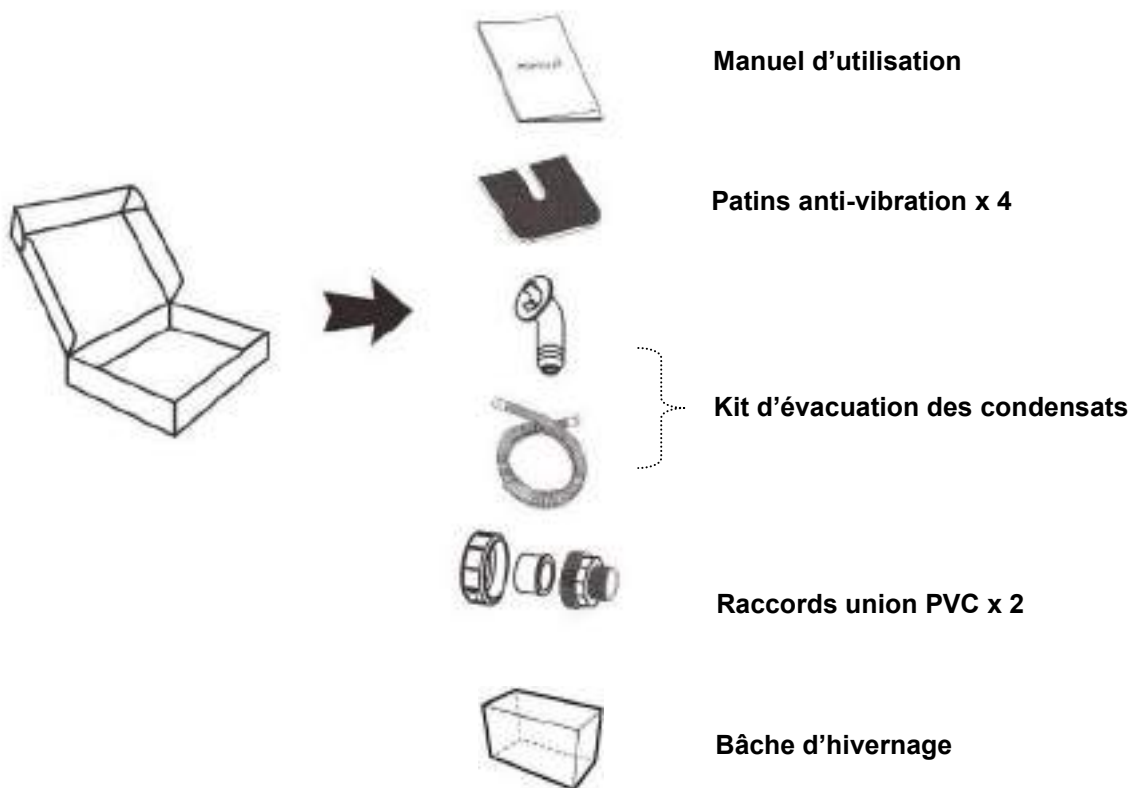 Manuel d’utilisation
Patins anti-vibration x 4
Kit d’évacuation des condensats
Raccords union PVC x 2
Bâche d’hivernage